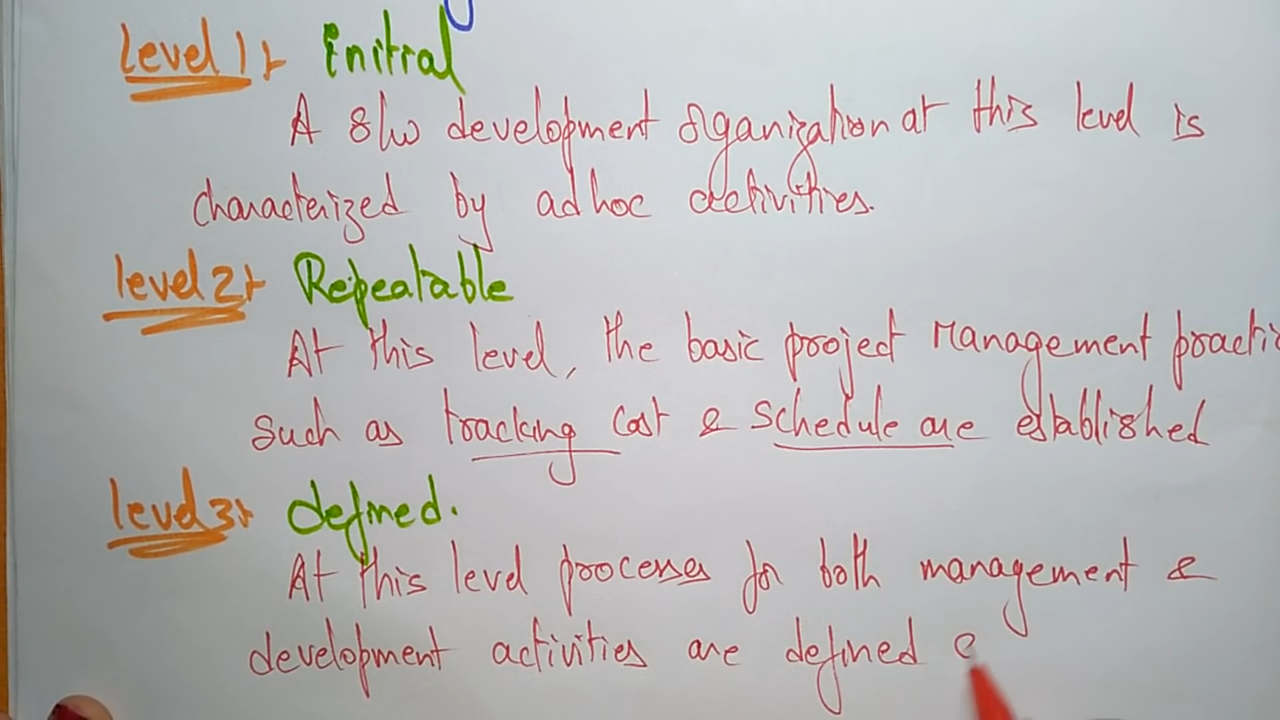 level 1: Initial
A s/w development organization at this level is
characterized by adhoc activities.
level 2: Repeatable
At this level, the basic project management practi
such as tracking cost & schedule are established
level 3: defined.
At this level processes for both management &
development activities are defined &